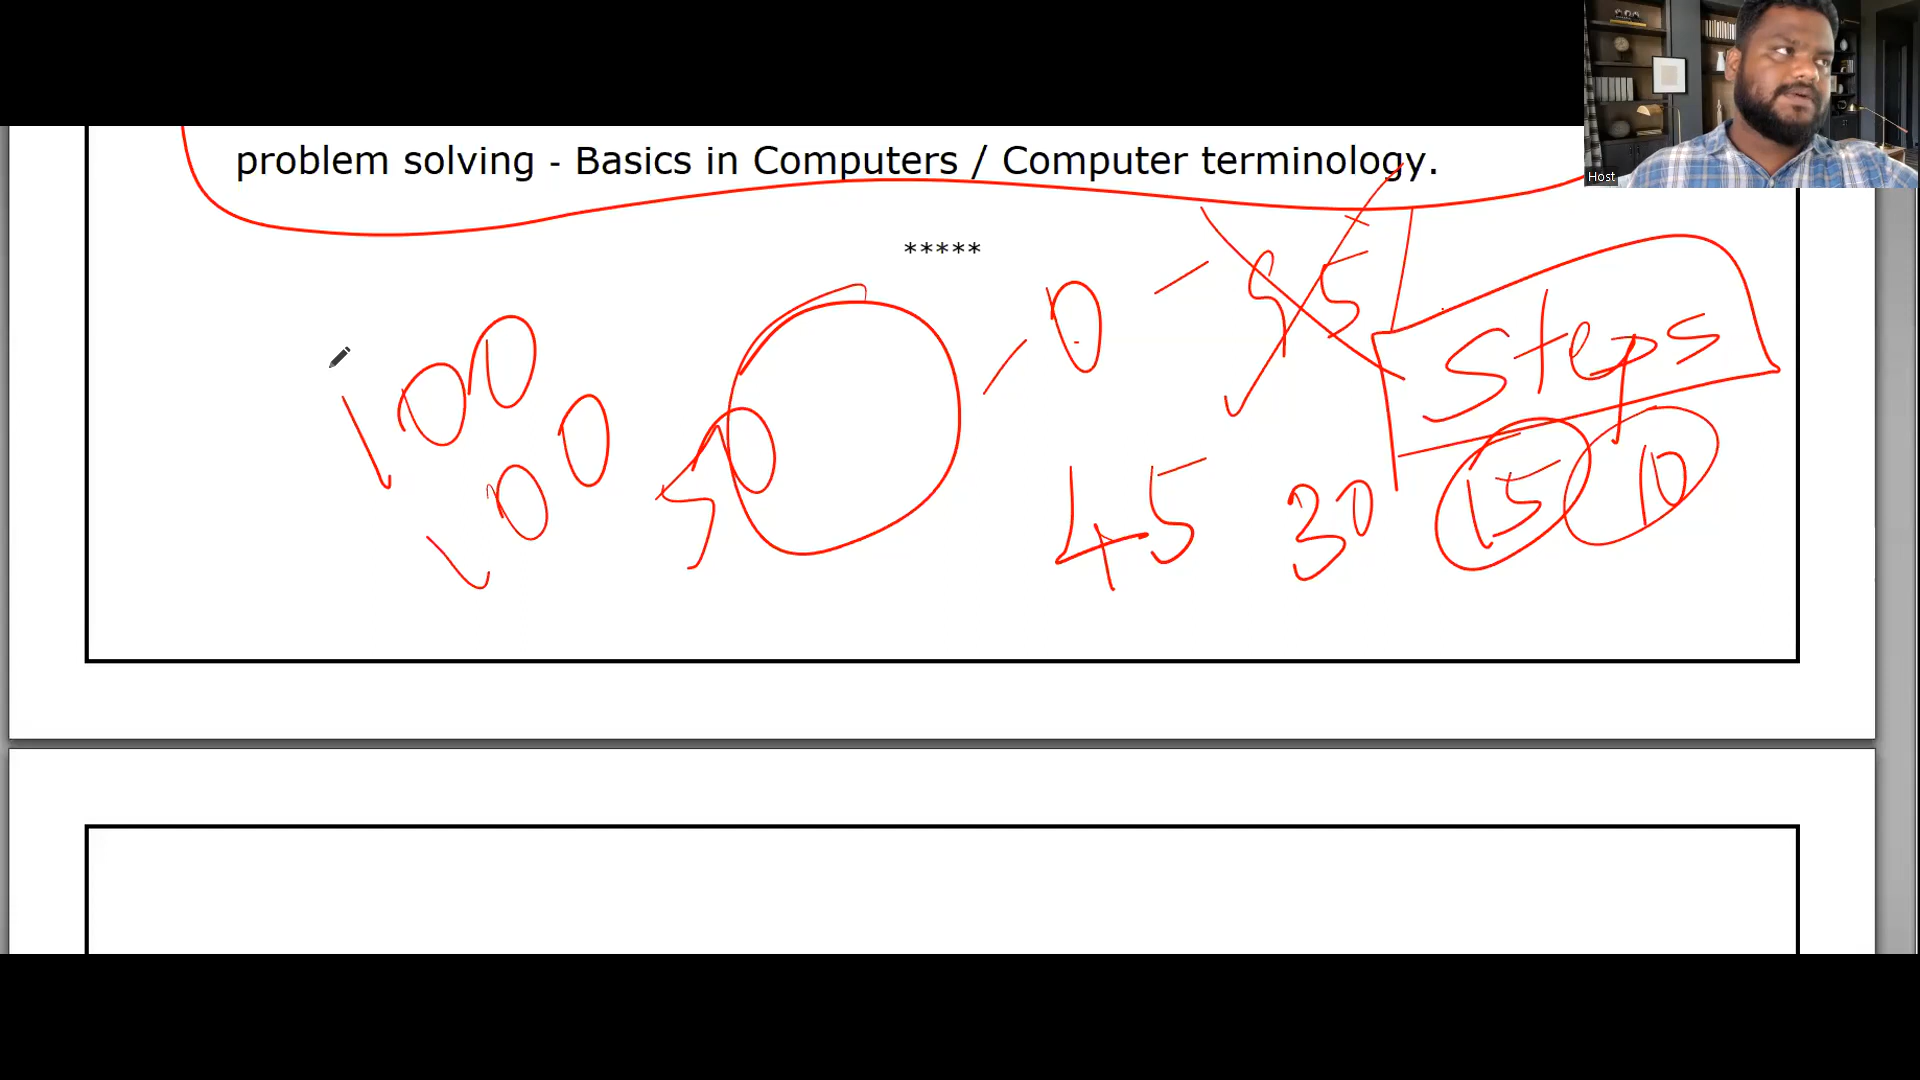 Host
problem solving - Basics in Computers / Computer terminology.
*****
0 - 95
Steps
100
100
50
45 30 15 10